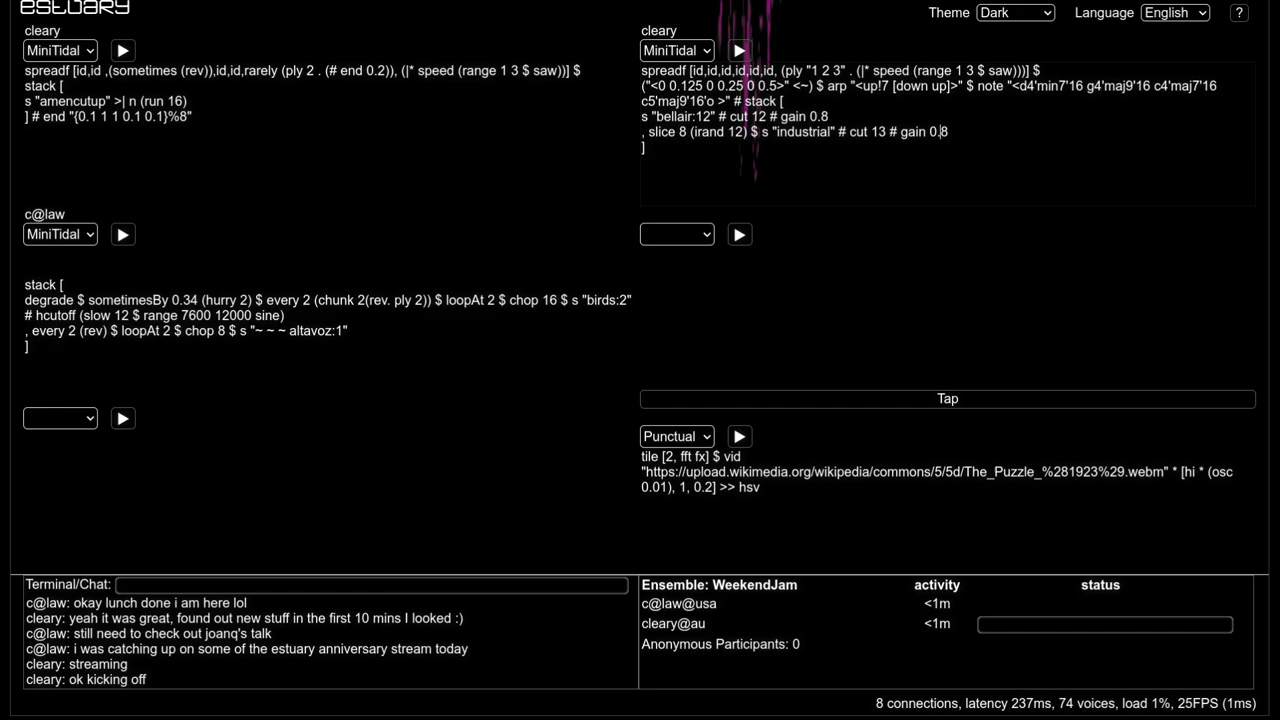 estuary
Theme Dark Language English ?
cleary
MiniTidal
spreadf [id,id ,(sometimes (rev)),id,id,rarely (ply 2 . (# end 0.2)), (|* speed (range 1 3 $ saw))] $
stack [
s "amencutup" >| n (run 16)
] # end "{0.1 1 1 0.1 0.1}%8"
cleary
MiniTidal
spreadf [id,id,id,id,id,id, (ply "1 2 3" . (|* speed (range 1 3 $ saw)))] $
("<0 0.125 0 0.25 0 0.5>" <~) $ arp "<up!7 [down up]>" $ note "<d4'min7'16 g4'maj9'16 c4'maj7'16
c5'maj9'16'o >" # stack [
s "bellair:12" # cut 12 # gain 0.8
, slice 8 (irand 12) $ s "industrial" # cut 13 # gain 0.8
]
c@law
MiniTidal
stack [
degrade $ sometimesBy 0.34 (hurry 2) $ every 2 (chunk 2(rev. ply 2)) $ loopAt 2 $ chop 16 $ s "birds:2"
# hcutoff (slow 12 $ range 7600 12000 sine)
, every 2 (rev) $ loopAt 2 $ chop 8 $ s "~ ~ ~ altavoz:1"
]
Tap
Punctual
tile [2, fft fx] $ vid
"https://upload.wikimedia.org/wikipedia/commons/5/5d/The_Puzzle_%281923%29.webm" * [hi * (osc
0.01), 1, 0.2] >> hsv
Terminal/Chat:
c@law: okay lunch done i am here lol
cleary: yeah it was great, found out new stuff in the first 10 mins I looked :)
c@law: still need to check out joanq's talk
c@law: i was catching up on some of the estuary anniversary stream today
cleary: streaming
cleary: ok kicking off
Ensemble: WeekendJam activity status
c@law@usa <1m
cleary@au <1m
Anonymous Participants: 0
8 connections, latency 237ms, 74 voices, load 1%, 25FPS (1ms)